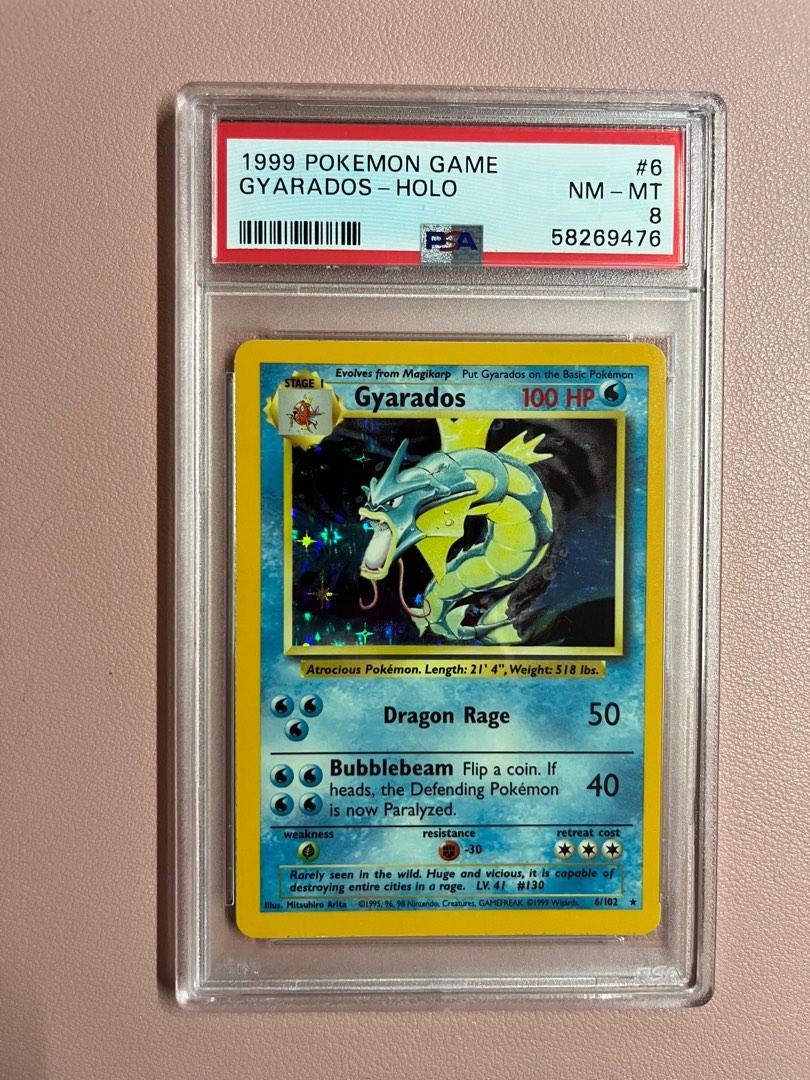 1999 POKEMON GAME #6
GYARADOS – HOLO NM – MT
8
PSA 58269476
Evolves from Magikarp Put Gyarados on the Basic Pokémon
STAGE 1
Gyarados 100 HP
Atrocious Pokémon. Length: 21' 4", Weight: 518 lbs.
Dragon Rage 50
Bubblebeam Flip a coin. If
heads, the Defending Pokémon 40
is now Paralyzed.
weakness resistance retreat cost
-30
Rarely seen in the wild. Huge and vicious, it is capable of
destroying entire cities in a rage. LV. 41 #130
Illus. Mitsuhiro Arita ©1995, 96, 98 Nintendo, Creatures, GAMEFREAK. ©1999 Wizards. 6/102 ★
PSA